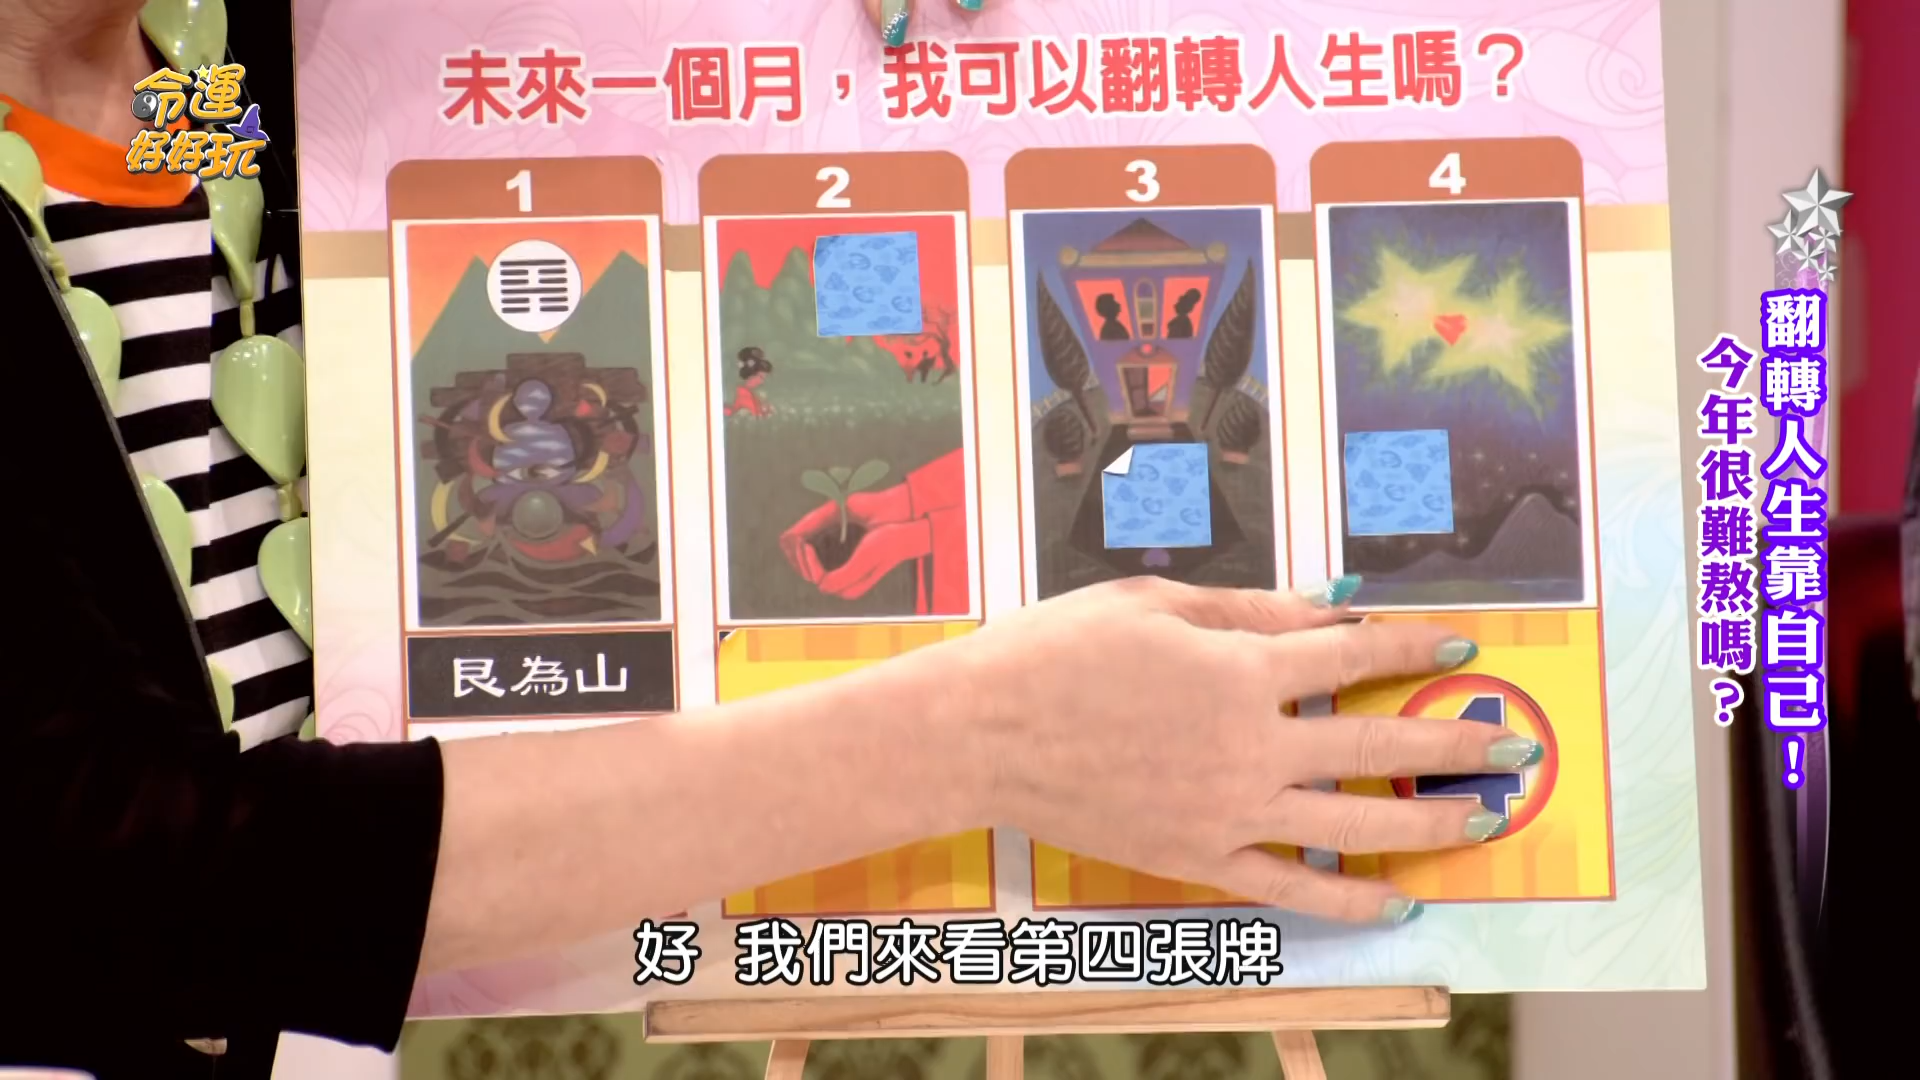 命運
好好玩
未來一個月，我可以翻轉人生嗎？
1
2
3
4
艮為山
4
翻轉人生靠自己！
今年很難熬嗎？
好 我們來看第四張牌